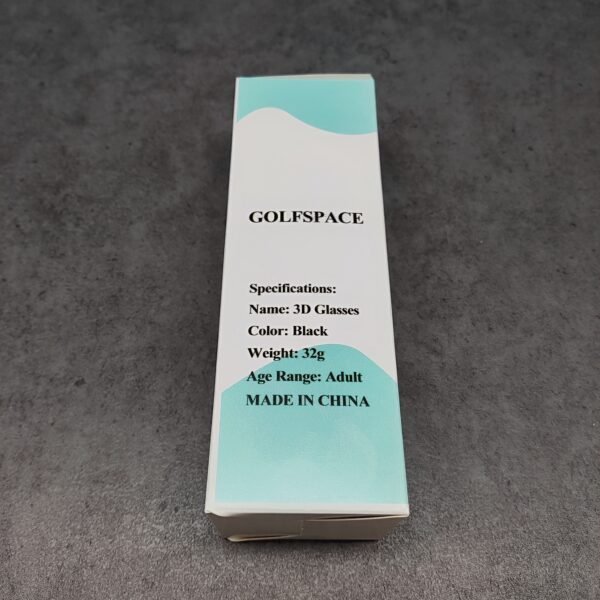 GOLFSPACE
Specifications:
Name: 3D Glasses
Color: Black
Weight: 32g
Age Range: Adult
MADE IN CHINA